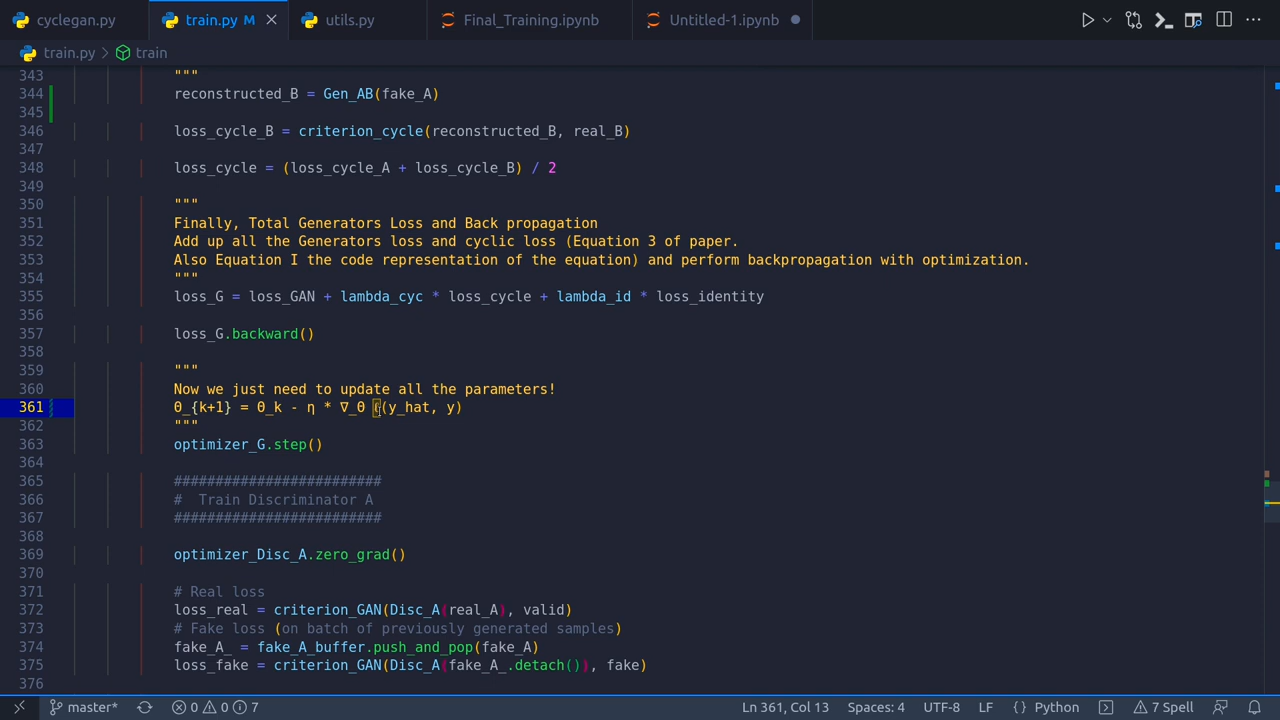 cyclegan.py
train.py M
utils.py
Final_Training.ipynb
Untitled-1.ipynb
train.py > train
343 """
344 reconstructed_B = Gen_AB(fake_A)
345
346 loss_cycle_B = criterion_cycle(reconstructed_B, real_B)
347
348 loss_cycle = (loss_cycle_A + loss_cycle_B) / 2
349
350 """
351 Finally, Total Generators Loss and Back propagation
352 Add up all the Generators loss and cyclic loss (Equation 3 of paper.
353 Also Equation I the code representation of the equation) and perform backpropagation with optimization.
354 """
355 loss_G = loss_GAN + lambda_cyc * loss_cycle + lambda_id * loss_identity
356
357 loss_G.backward()
358
359 """
360 Now we just need to update all the parameters!
361 θ_{k+1} = θ_k - η * ∇_θ ℓ(y_hat, y)
362 """
363 optimizer_G.step()
364
365 #########################
366 #  Train Discriminator A
367 #########################
368
369 optimizer_Disc_A.zero_grad()
370
371 # Real loss
372 loss_real = criterion_GAN(Disc_A(real_A), valid)
373 # Fake loss (on batch of previously generated samples)
374 fake_A_ = fake_A_buffer.push_and_pop(fake_A)
375 loss_fake = criterion_GAN(Disc_A(fake_A_.detach()), fake)
376
master* 0 0 7 Ln 361, Col 13 Spaces: 4 UTF-8 LF {} Python 7 Spell